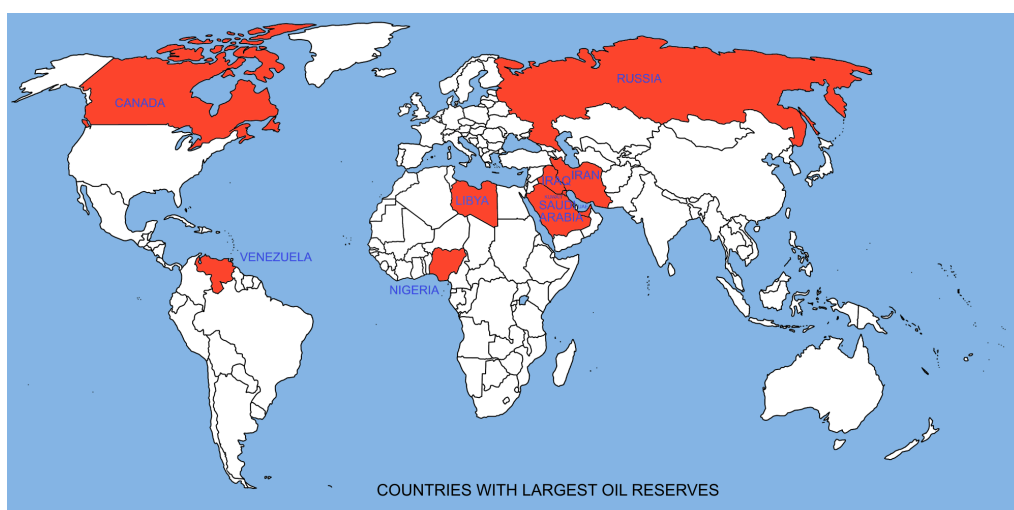 RUSSIA
CANADA
IRAN
IRAQ
LIBYA
SAUDI
ARABIA
VENEZUELA
NIGERIA
COUNTRIES WITH LARGEST OIL RESERVES